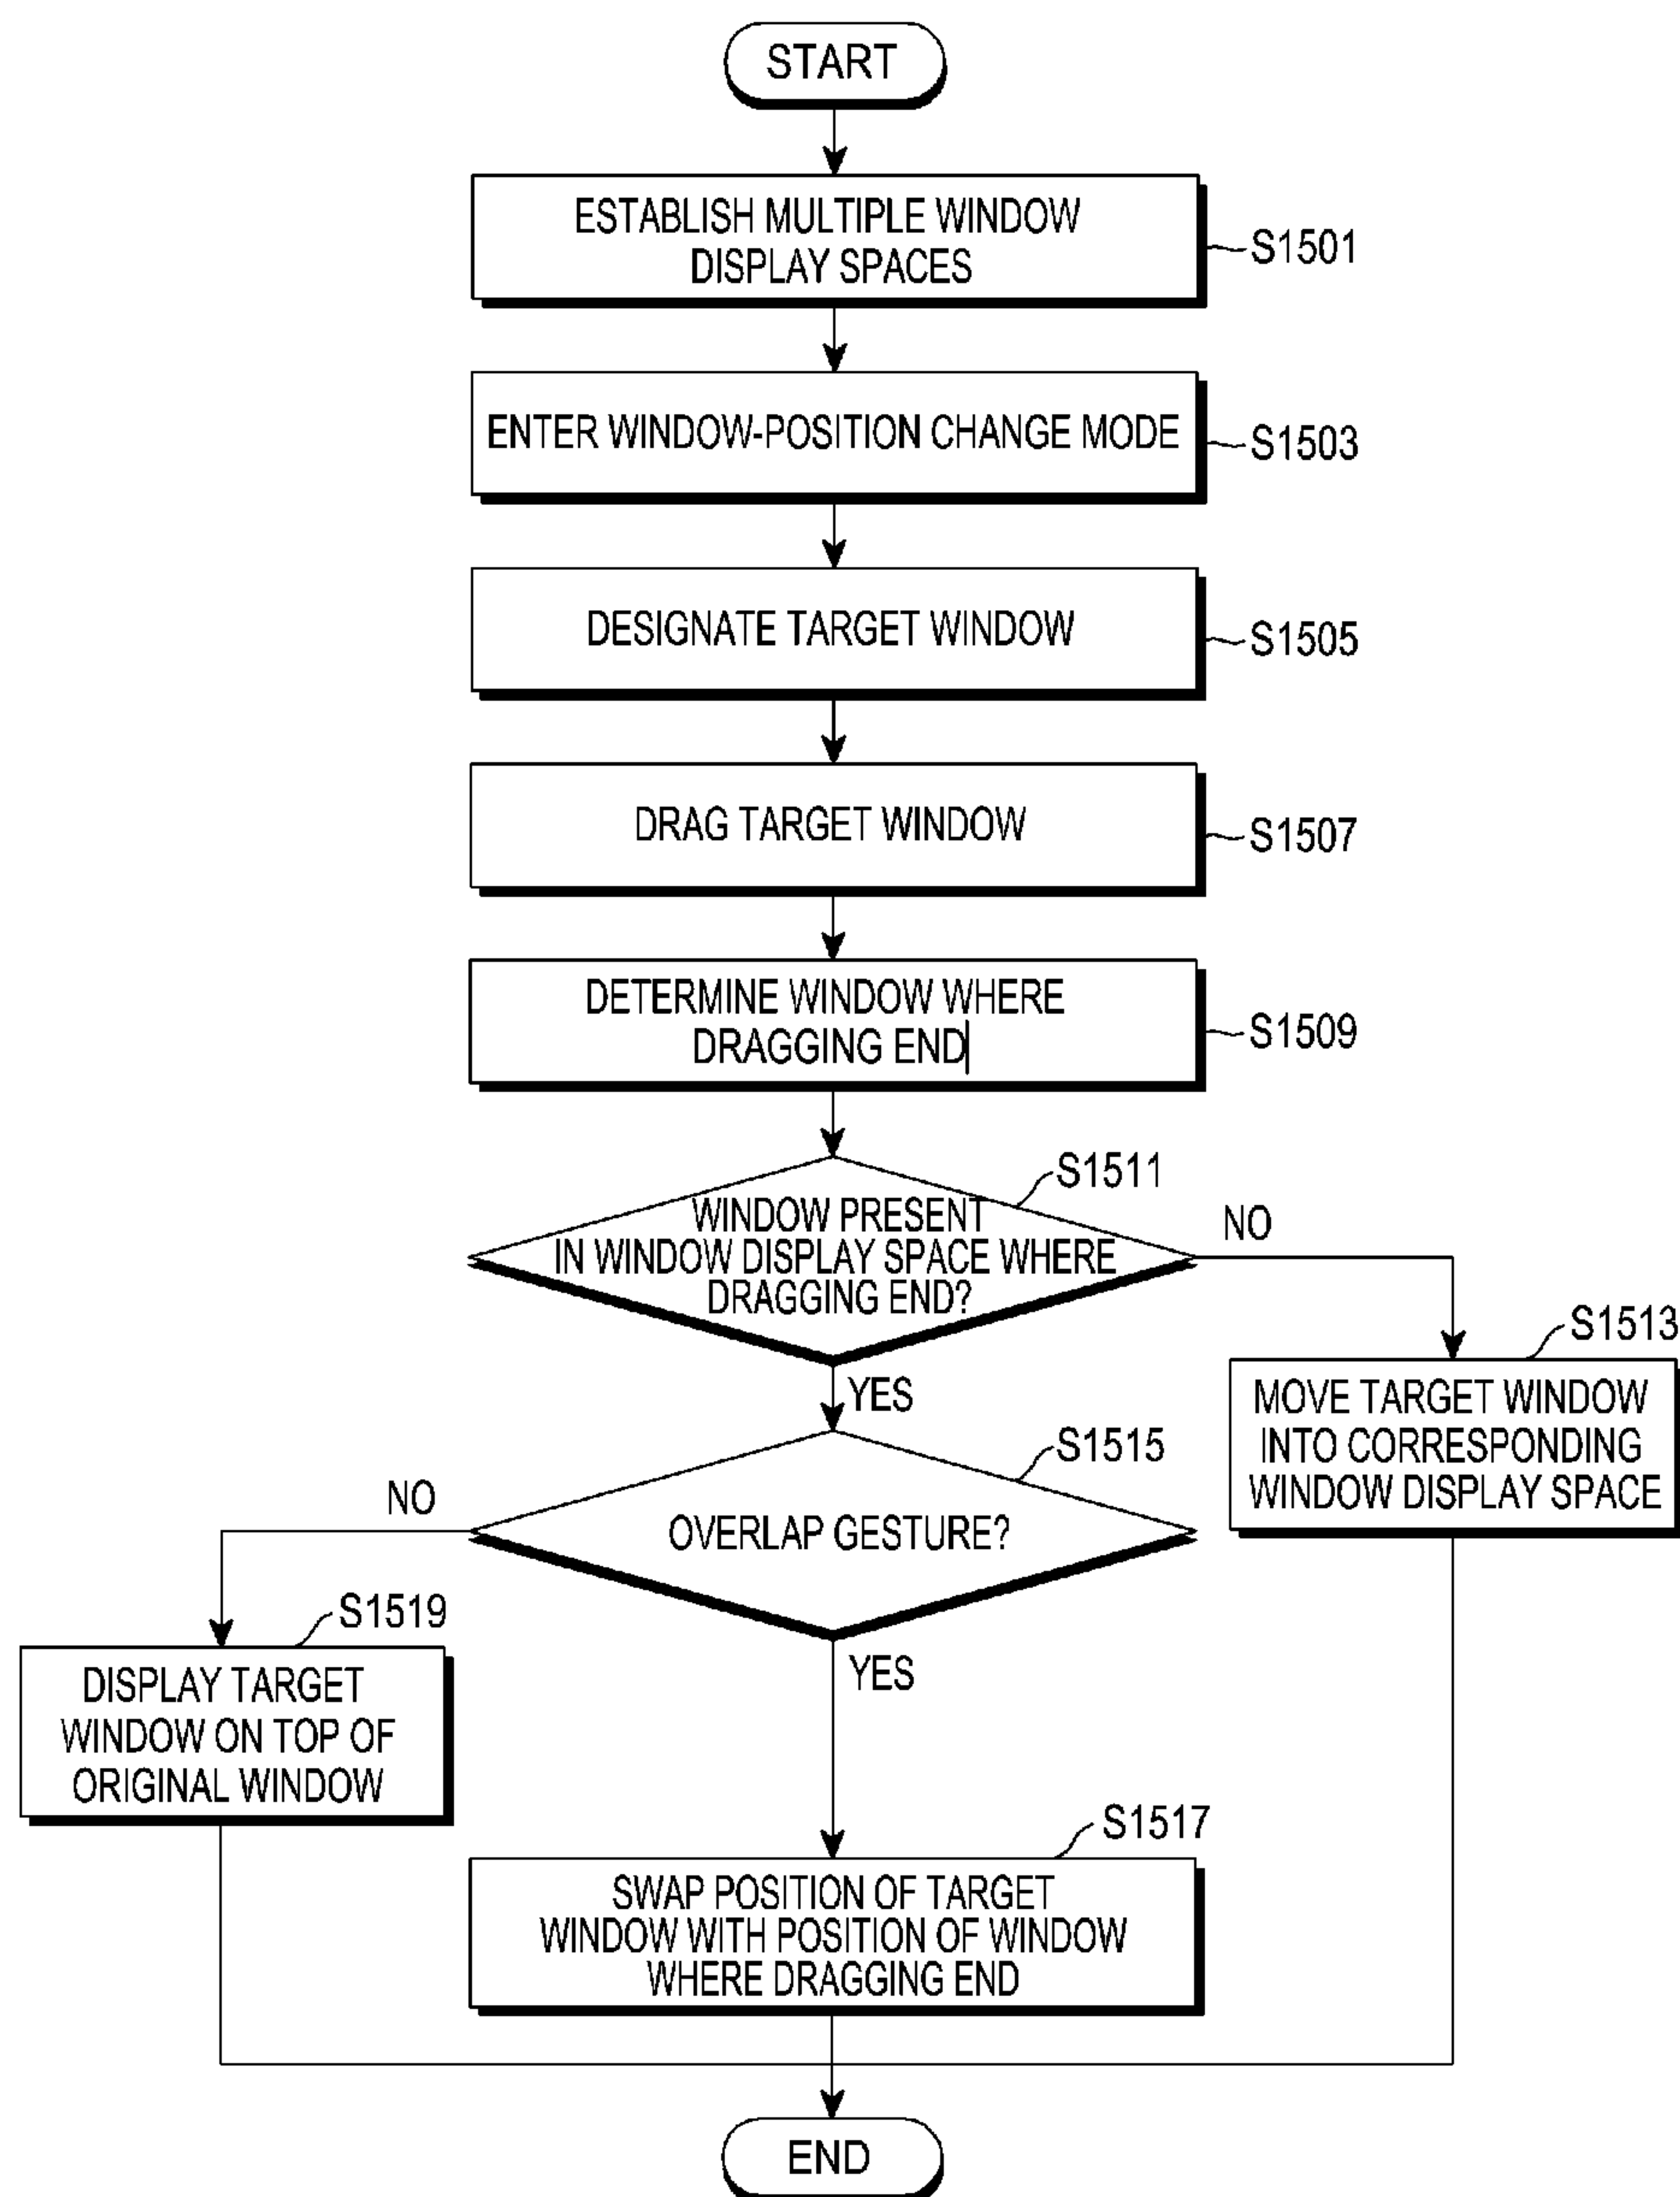 START
ESTABLISH MULTIPLE WINDOW
DISPLAY SPACES
S1501
ENTER WINDOW-POSITION CHANGE MODE
S1503
DESIGNATE TARGET WINDOW
S1505
DRAG TARGET WINDOW
S1507
DETERMINE WINDOW WHERE
DRAGGING END
S1509
S1511
WINDOW PRESENT
IN WINDOW DISPLAY SPACE WHERE
DRAGGING END?
NO
S1513
MOVE TARGET WINDOW
INTO CORRESPONDING
WINDOW DISPLAY SPACE
YES
S1515
OVERLAP GESTURE?
NO
S1519
DISPLAY TARGET
WINDOW ON TOP OF
ORIGINAL WINDOW
YES
S1517
SWAP POSITION OF TARGET
WINDOW WITH POSITION OF WINDOW
WHERE DRAGGING END
END